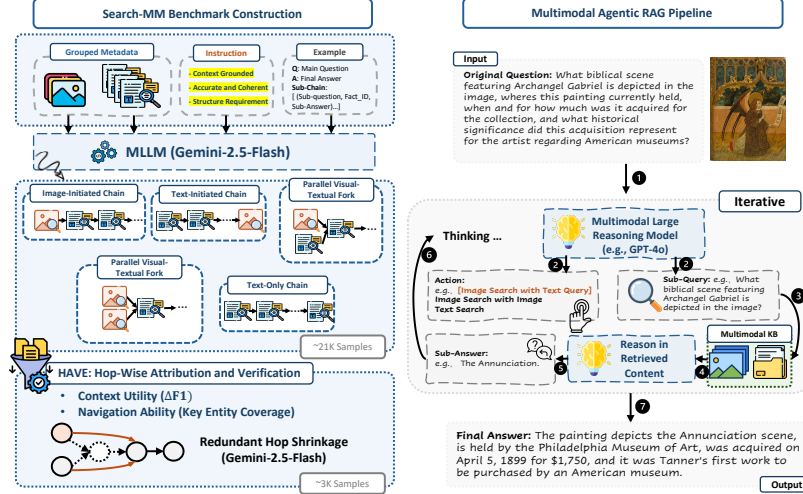 Search-MM Benchmark Construction
Grouped Metadata
Instruction
- Context Grounded
- Accurate and Coherent
- Structure Requirement
Example
Q: Main Question
A: Final Answer
Sub-Chain:
[ (Sub-question, Fact_ID,
Sub-Answer)...]
MLLM (Gemini-2.5-Flash)
Image-Initiated Chain
Text-Initiated Chain
Parallel Visual-
Textual Fork
Parallel Visual-
Textual Fork
Text-Only Chain
~21K Samples
HAVE: Hop-Wise Attribution and Verification
• Context Utility (ΔF1)
• Navigation Ability (Key Entity Coverage)
Redundant Hop Shrinkage
(Gemini-2.5-Flash)
~3K Samples
Multimodal Agentic RAG Pipeline
Input
Original Question: What biblical scene
featuring Archangel Gabriel is depicted in the
image, wheres this painting currently held,
when and for how much was it acquired for
the collection, and what historical
significance did this acquisition represent
for the artist regarding American museums?
1
Iterative
Thinking ...
Multimodal Large
Reasoning Model
(e.g., GPT-4o)
6
2
2
Action:
e.g., [Image Search with Text Query]
Image Search with Image
Text Search
Sub-Query: e.g., What
biblical scene featuring
Archangel Gabriel is
depicted in the image?
3
Multimodal KB
Sub-Answer:
e.g., The Annunciation.
5
Reason in
Retrieved
Content
4
7
Final Answer: The painting depicts the Annunciation scene,
is held by the Philadelphia Museum of Art, was acquired on
April 5, 1899 for $1,750, and it was Tanner's first work to
be purchased by an American museum.
Output